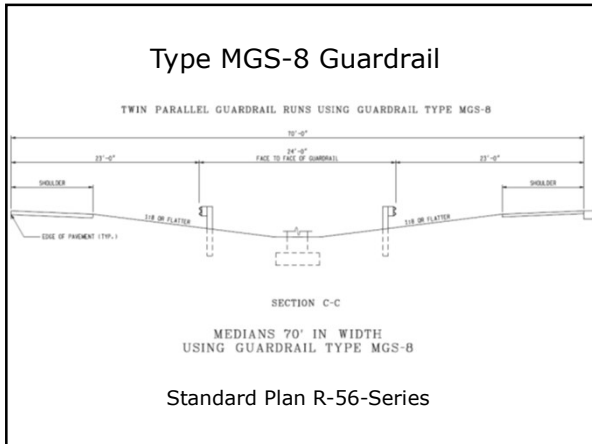 Type MGS-8 Guardrail
TWIN PARALLEL GUARDRAIL RUNS USING GUARDRAIL TYPE MGS-8
70'-0"
23'-0"
24'-0"
FACE TO FACE OF GUARDRAIL
23'-0"
SHOULDER
SHOULDER
1:8 OR FLATTER
1:8 OR FLATTER
EDGE OF PAVEMENT (TYP.)
SECTION C-C
MEDIANS 70' IN WIDTH
USING GUARDRAIL TYPE MGS-8
Standard Plan R-56-Series